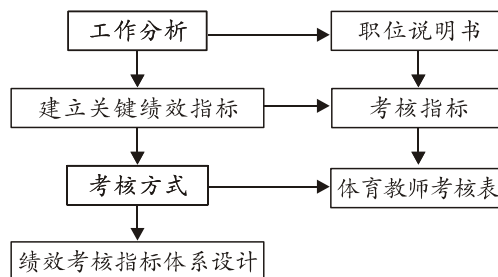 工作分析
职位说明书
建立关键绩效指标
考核指标
考核方式
体育教师考核表
绩效考核指标体系设计